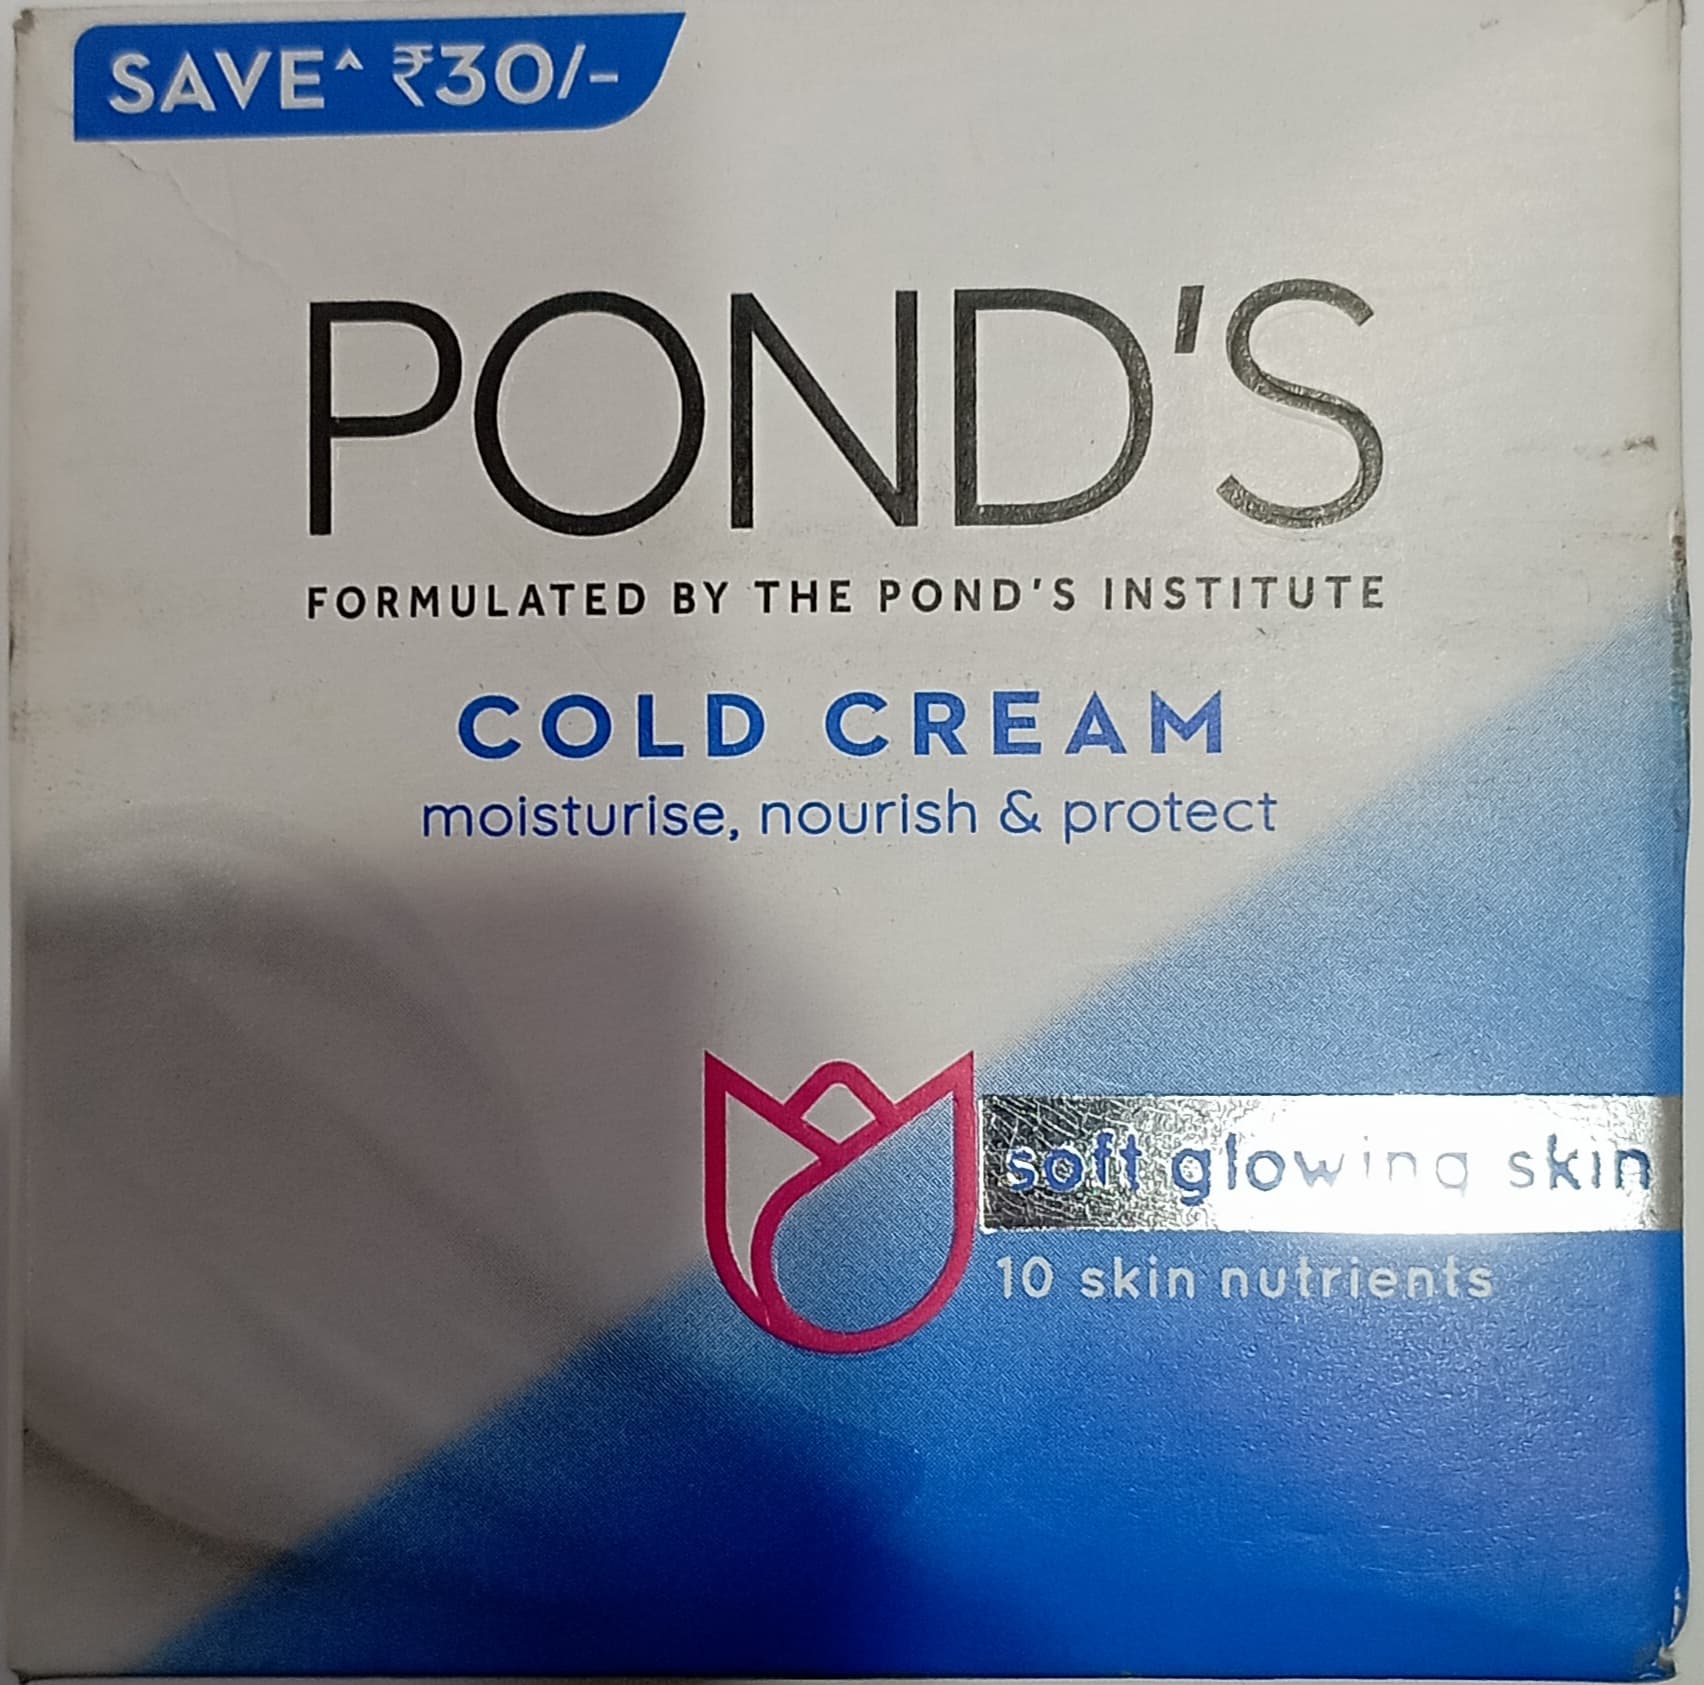 SAVE^ ₹30/-
POND'S
FORMULATED BY THE POND'S INSTITUTE
COLD CREAM
moisturise, nourish & protect
soft glowing skin
10 skin nutrients